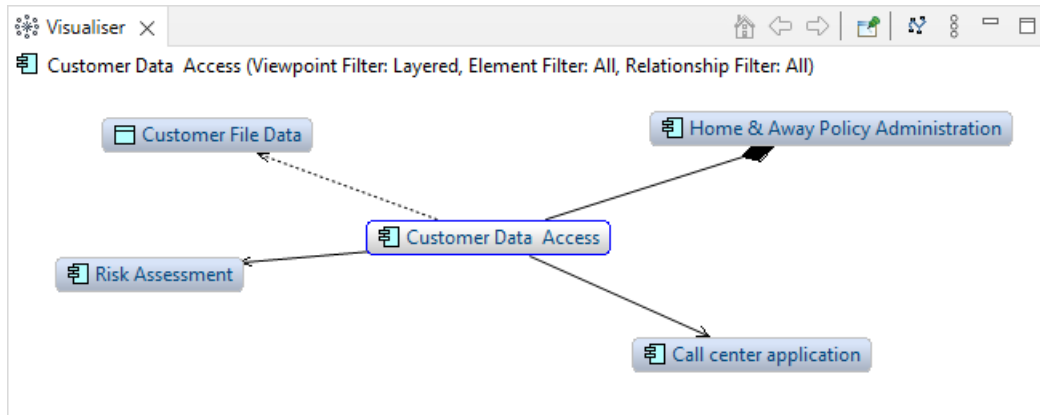 Visualiser
Customer Data  Access (Viewpoint Filter: Layered, Element Filter: All, Relationship Filter: All)
Customer File Data
Home & Away Policy Administration
Customer Data  Access
Risk Assessment
Call center application